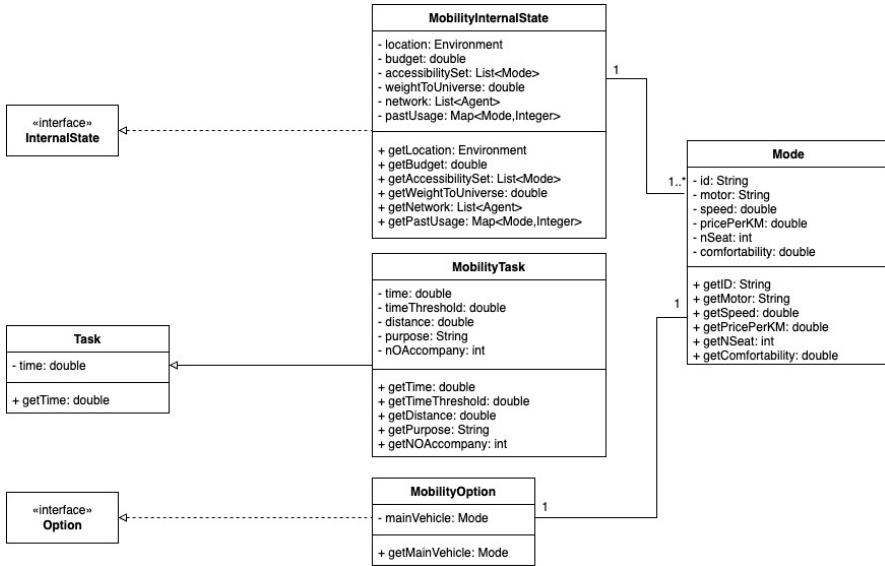 MobilityInternalState
- location: Environment
- budget: double
- accessibilitySet: List<Mode>
- weightToUniverse: double
- network: List<Agent>
- pastUsage: Map<Mode,Integer>
+ getLocation: Environment
+ getBudget: double
+ getAccessibilitySet: List<Mode>
+ getWeightToUniverse: double
+ getNetwork: List<Agent>
+ getPastUsage: Map<Mode,Integer>
1
«interface»
InternalState
1..*
Mode
- id: String
- motor: String
- speed: double
- pricePerKM: double
- nSeat: int
- comfortability: double
+ getID: String
+ getMotor: String
+ getSpeed: double
+ getPricePerKM: double
+ getNSeat: int
+ getComfortability: double
1
MobilityTask
- time: double
- timeThreshold: double
- distance: double
- purpose: String
- nOAccompany: int
+ getTime: double
+ getTimeThreshold: double
+ getDistance: double
+ getPurpose: String
+ getNOAccompany: int
Task
- time: double
+ getTime: double
«interface»
Option
MobilityOption
- mainVehicle: Mode
+ getMainVehicle: Mode
1